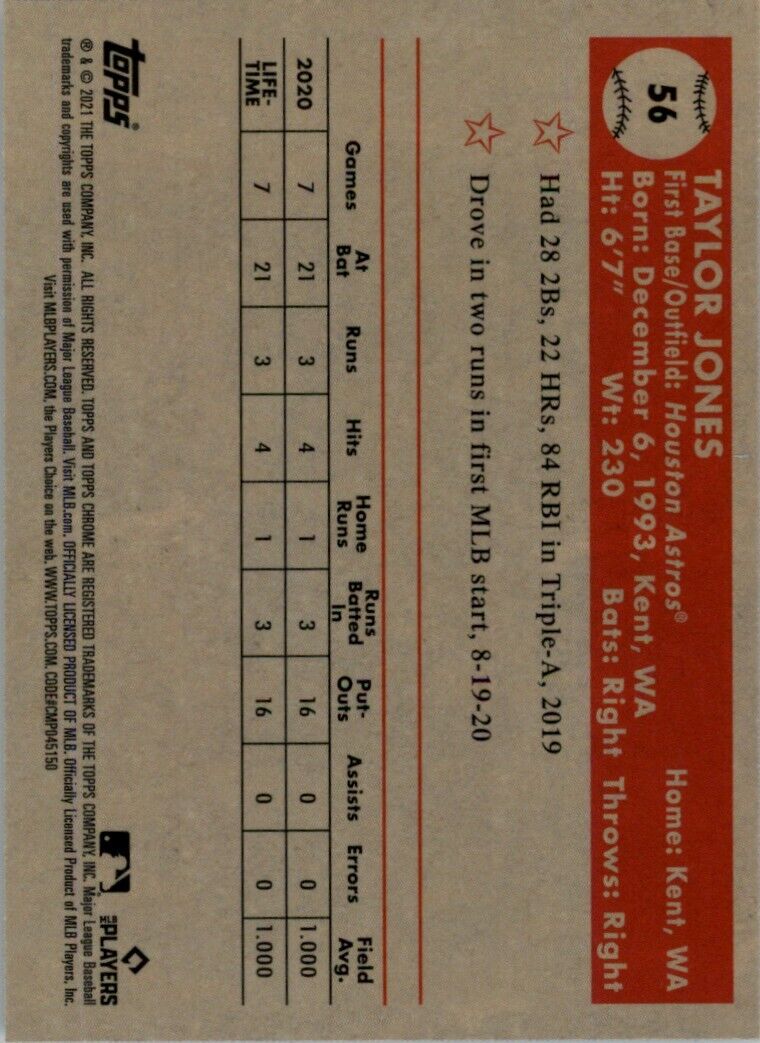 56
TAYLOR JONES
First Base/Outfield: Houston Astros® Home: Kent, WA
Born: December 6, 1993, Kent, WA
Ht: 6'7" Wt: 230 Bats: Right Throws: Right
Had 28 2Bs, 22 HRs, 84 RBI in Triple-A, 2019
Drove in two runs in first MLB start, 8-19-20
Games At Bat Runs Hits Home Runs Runs Batted In Put-Outs Assists Errors Field Avg.
2020 7 21 3 4 1 3 16 0 0 1.000
LIFE-TIME 7 21 3 4 1 3 16 0 0 1.000
topps®
MLB PLAYERS
® & © 2021 THE TOPPS COMPANY, INC. ALL RIGHTS RESERVED. TOPPS AND TOPPS CHROME ARE REGISTERED TRADEMARKS OF THE TOPPS COMPANY, INC. Major League Baseball
trademarks and copyrights are used with permission of Major League Baseball. Visit MLB.com. OFFICIALLY LICENSED PRODUCT OF MLB. Officially Licensed Product of MLB Players, Inc.
Visit MLBPLAYERS.COM, the Players Choice on the web. WWW.TOPPS.COM. CODE#CMP045150